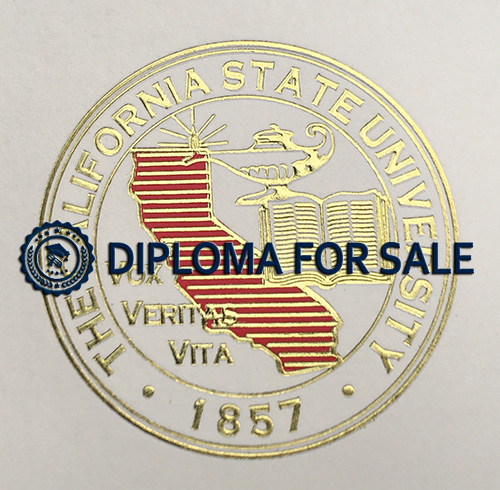 THE CALIFORNIA STATE UNIVERSITY
DIPLOMA FOR SALE
VOX
VERITAS
VITA
• 1857 •